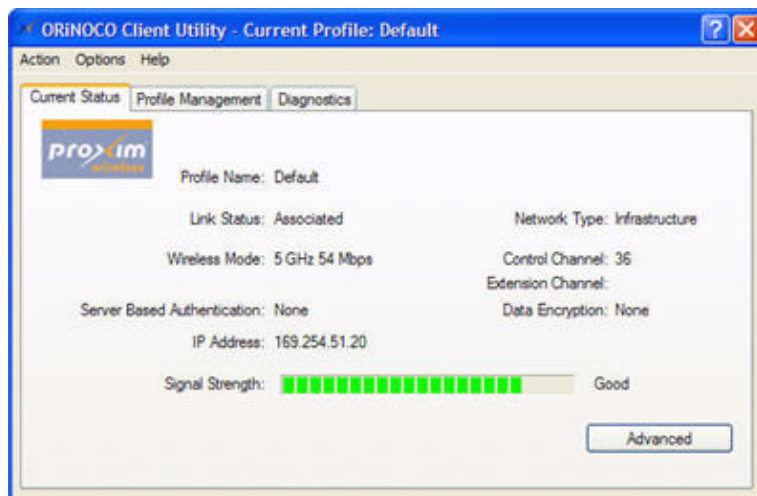 ORiNOCO Client Utility - Current Profile: Default
Action Options Help
Current Status Profile Management Diagnostics
proxim
wireless
Profile Name: Default
Link Status: Associated Network Type: Infrastructure
Wireless Mode: 5 GHz 54 Mbps Control Channel: 36
Extension Channel:
Server Based Authentication: None Data Encryption: None
IP Address: 169.254.51.20
Signal Strength: Good
Advanced